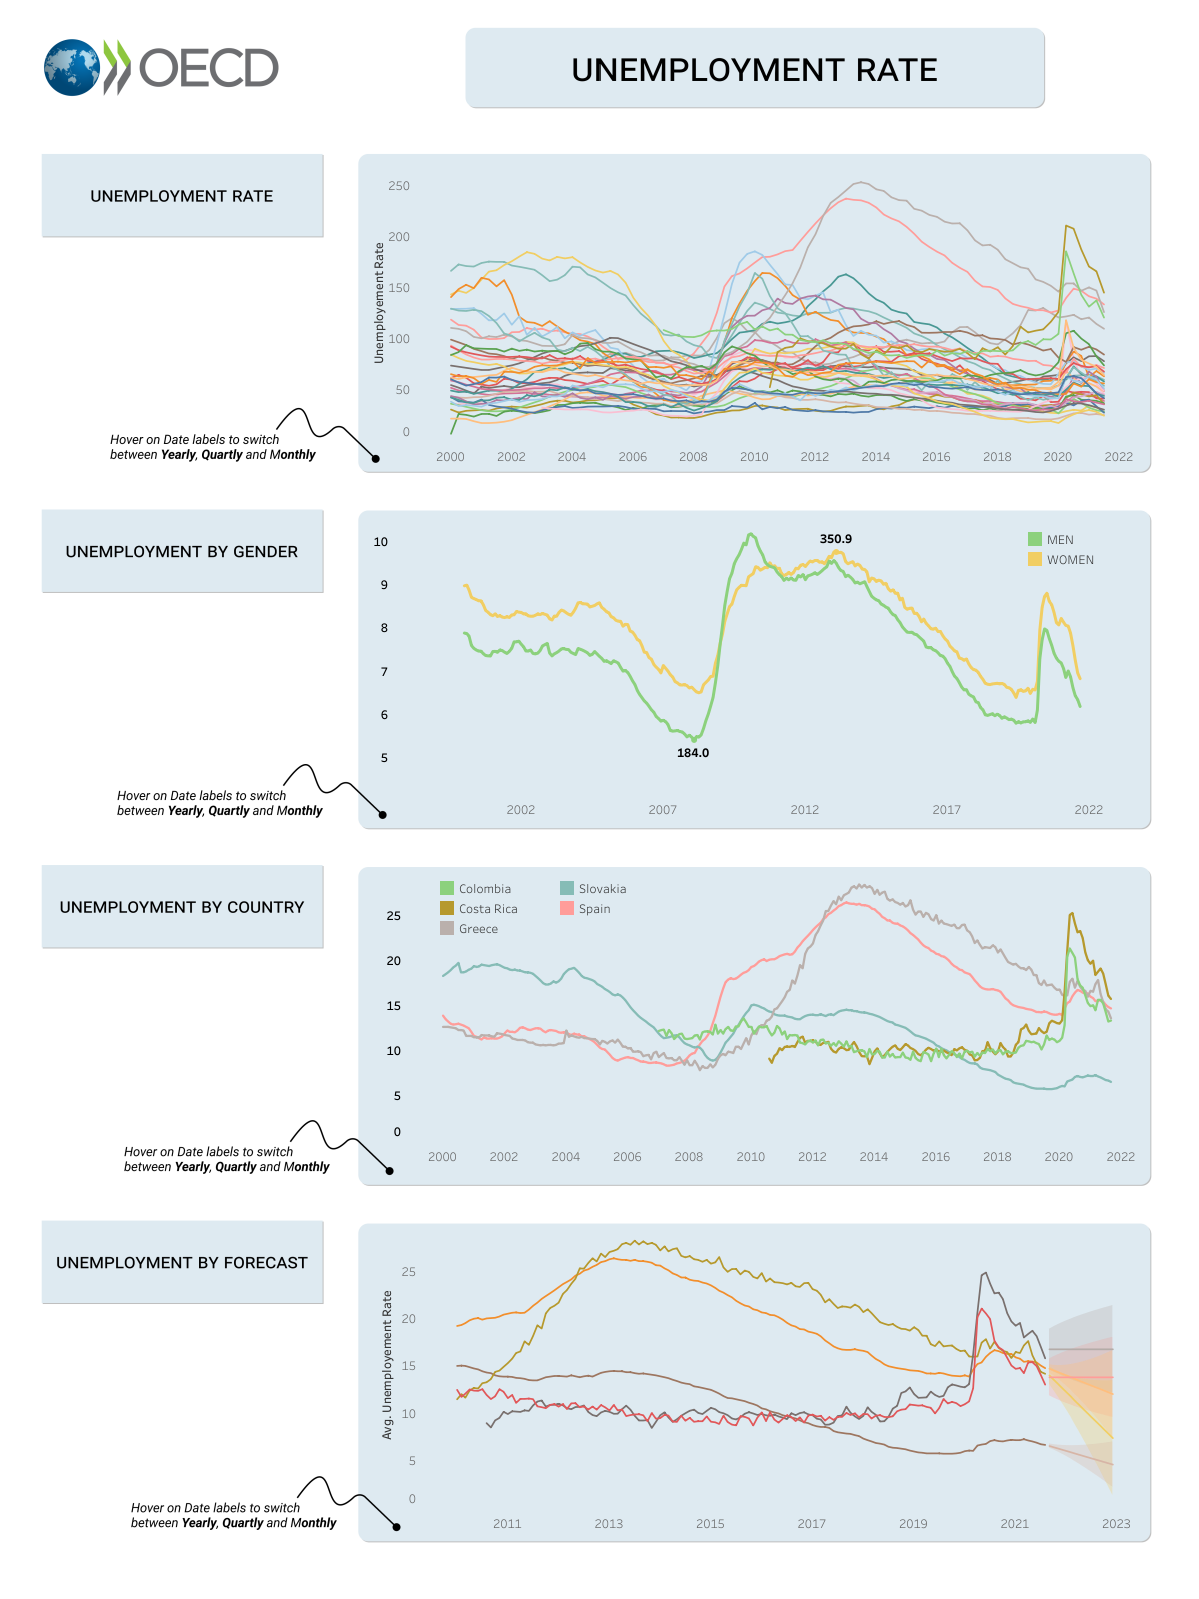 OECD
UNEMPLOYMENT RATE
UNEMPLOYMENT RATE
Unemployement Rate
250
200
150
100
50
0
2000 2002 2004 2006 2008 2010 2012 2014 2016 2018 2020 2022
Hover on Date labels to switch
between Yearly, Quartly and Monthly
UNEMPLOYMENT BY GENDER
10
9
8
7
6
5
350.9
184.0
MEN
WOMEN
2002 2007 2012 2017 2022
Hover on Date labels to switch
between Yearly, Quartly and Monthly
UNEMPLOYMENT BY COUNTRY
Colombia Slovakia
Costa Rica Spain
Greece
25
20
15
10
5
0
2000 2002 2004 2006 2008 2010 2012 2014 2016 2018 2020 2022
Hover on Date labels to switch
between Yearly, Quartly and Monthly
UNEMPLOYMENT BY FORECAST
Avg. Unemployement Rate
25
20
15
10
5
0
2011 2013 2015 2017 2019 2021 2023
Hover on Date labels to switch
between Yearly, Quartly and Monthly